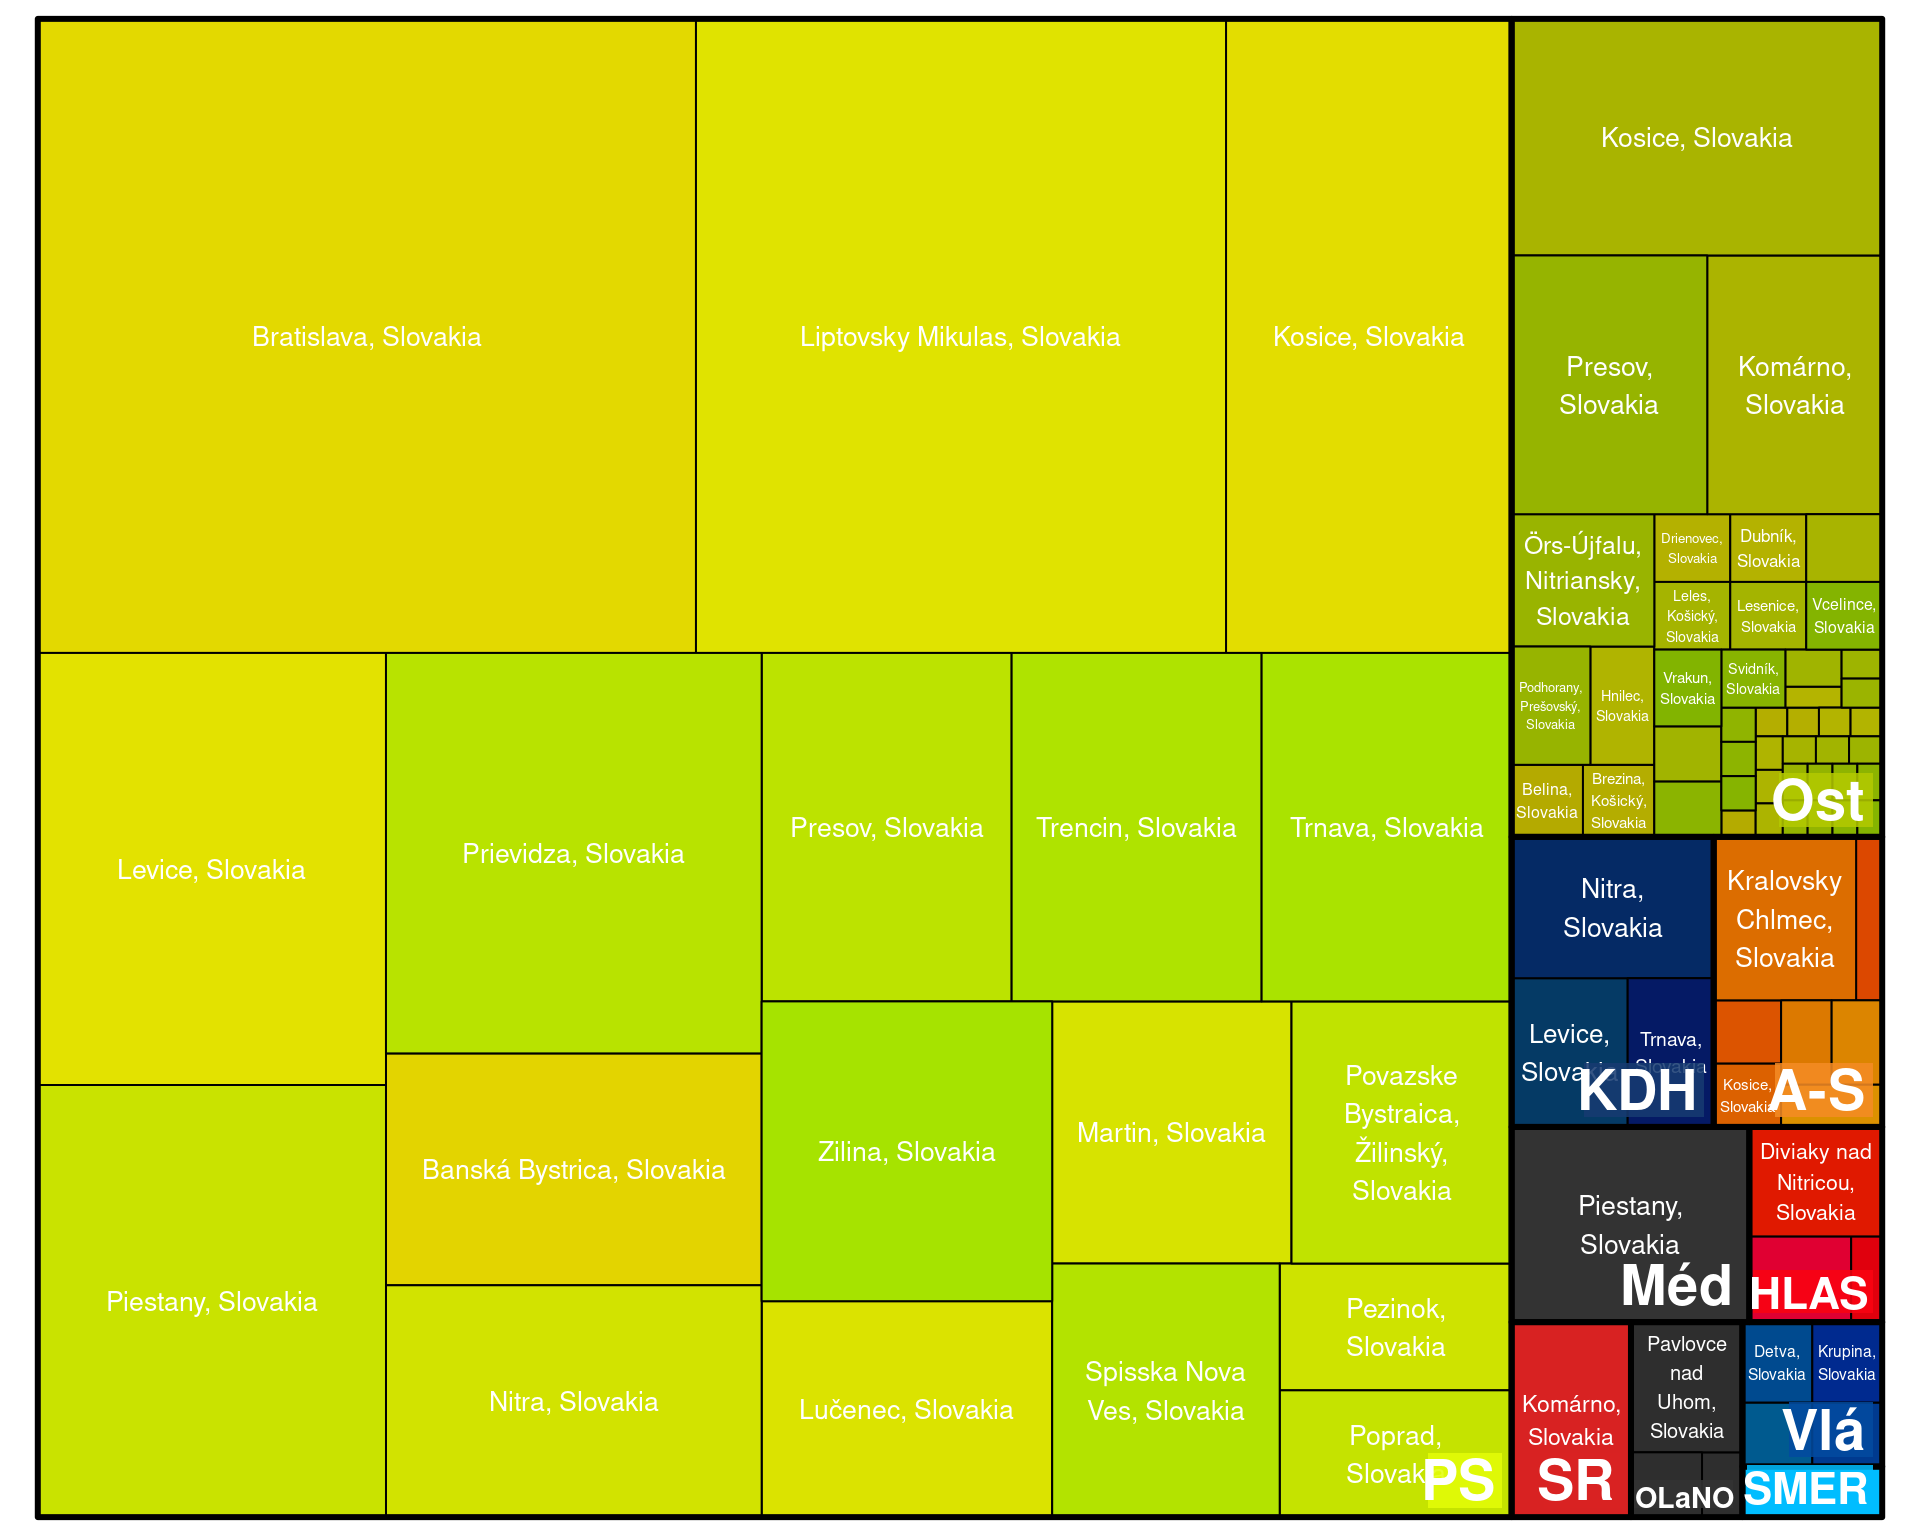 Bratislava, Slovakia
Liptovsky Mikulas, Slovakia
Kosice, Slovakia
Levice, Slovakia
Piestany, Slovakia
Prievidza, Slovakia
Banská Bystrica, Slovakia
Nitra, Slovakia
Presov, Slovakia
Trencin, Slovakia
Trnava, Slovakia
Zilina, Slovakia
Lučenec, Slovakia
Martin, Slovakia
Povazske
Bystraica,
Žilinský,
Slovakia
Spisska Nova
Ves, Slovakia
Pezinok,
Slovakia
Poprad,
Slovak
PS
Kosice, Slovakia
Presov,
Slovakia
Komárno,
Slovakia
Örs-Újfalu,
Nitriansky,
Slovakia
Drienovec,
Slovakia
Dubník,
Slovakia
Leles,
Košický,
Slovakia
Lesenice,
Slovakia
Vcelince,
Slovakia
Podhorany,
Prešovský,
Slovakia
Hnilec,
Slovakia
Vrakun,
Slovakia
Svidník,
Slovakia
Belina,
Slovakia
Brezina,
Košický,
Slovakia
Ost
Nitra,
Slovakia
Levice,
Slovakia
Trnava,
Slovakia
KDH
Kralovsky
Chlmec,
Slovakia
Kosice,
Slovakia
A-S
Piestany,
Slovakia
Méd
Diviaky nad
Nitricou,
Slovakia
HLAS
Komárno,
Slovakia
SR
Pavlovce
nad
Uhom,
Slovakia
OLaNO
Detva,
Slovakia
Krupina,
Slovakia
Vlá
SMER